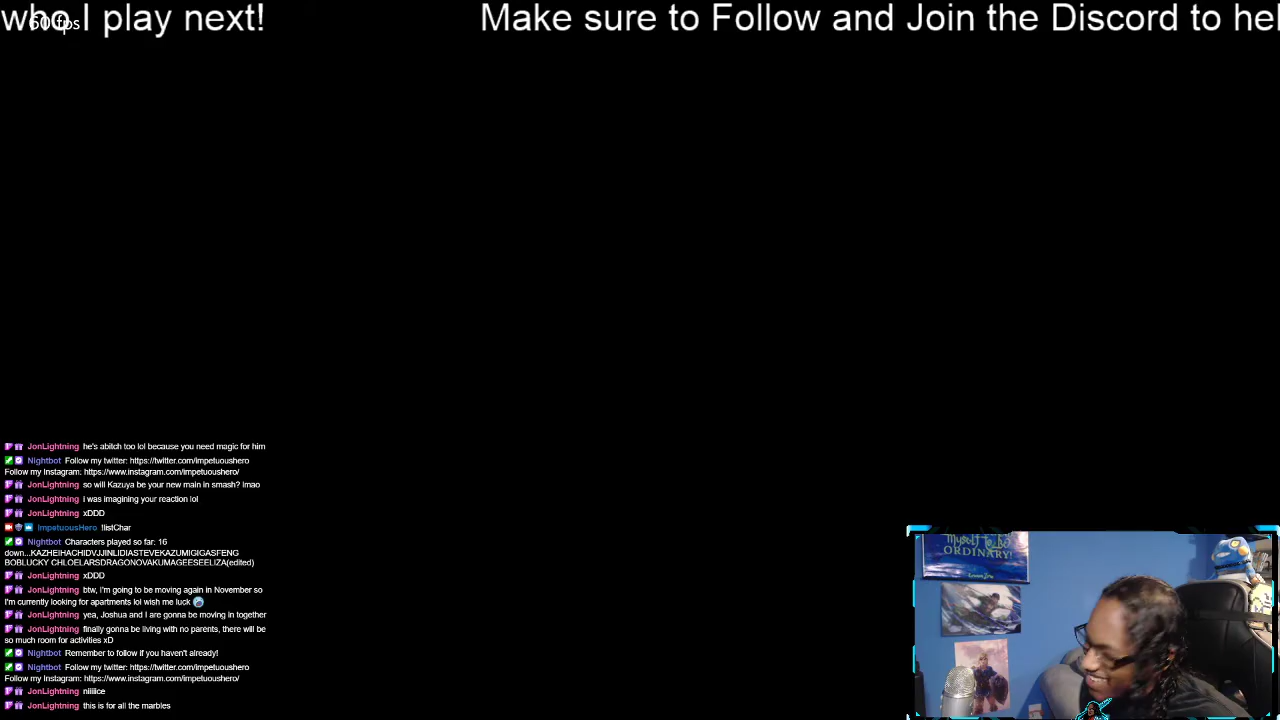 who I play next! Make sure to Follow and Join the Discord to hel
60 fps
JonLightning he's abitch too lol because you need magic for him
Nightbot Follow my twitter: https://twitter.com/impetuoushero
Follow my Instagram: https://www.instagram.com/impetuoushero/
JonLightning so will Kazuya be your new main in smash? lmao
JonLightning i was imagining your reaction lol
JonLightning xDDD
ImpetuousHero !listChar
Nightbot Characters played so far: 16
down...KAZHEIHACHIDVJJINLIDIASTEVEKAZUMIGIGASFENG
BOBLUCKY CHLOELARSDRAGONOVAKUMAGEESEELIZA(edited)
JonLightning xDDD
JonLightning btw, I'm going to be moving again in November so
I'm currently looking for apartments lol wish me luck
JonLightning yea, Joshua and I are gonna be moving in together
JonLightning finally gonna be living with no parents, there will be
so much room for activities xD
Nightbot Remember to follow if you haven't already!
Nightbot Follow my twitter: https://twitter.com/impetuoushero
Follow my Instagram: https://www.instagram.com/impetuoushero/
JonLightning niiiiice
JonLightning this is for all the marbles
myself to be
ORDINARY!